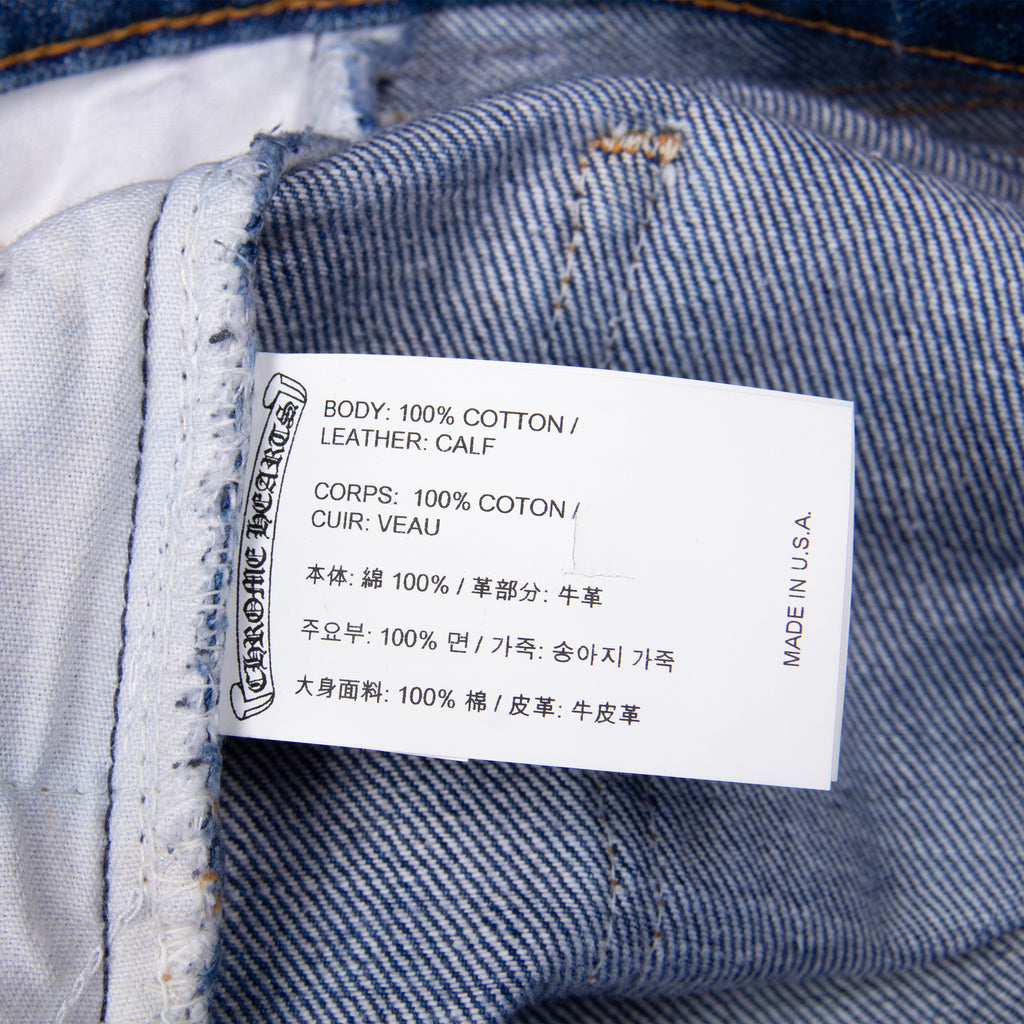 CHROME HEARTS
BODY: 100% COTTON /
LEATHER: CALF
CORPS: 100% COTON /
CUIR: VEAU
本体: 綿 100% / 革部分: 牛革
주요부: 100% 면 / 가죽: 송아지 가죽
大身面料: 100% 棉 / 皮革: 牛皮革
MADE IN U.S.A.